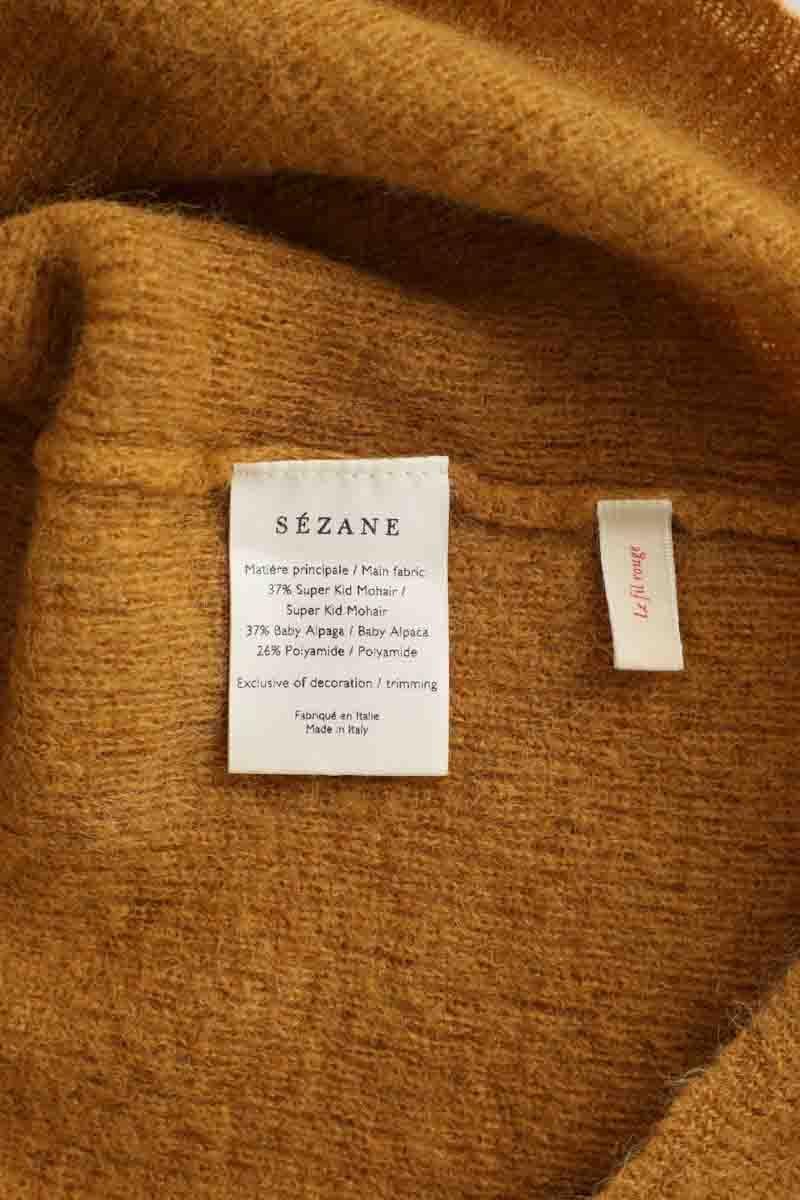 SÉZANE
Matière principale / Main fabric:
37% Super Kid Mohair /
Super Kid Mohair
37% Baby Alpaga / Baby Alpaca
26% Polyamide / Polyamide
Exclusive of decoration / trimming
Fabriqué en Italie
Made in Italy
fil rouge